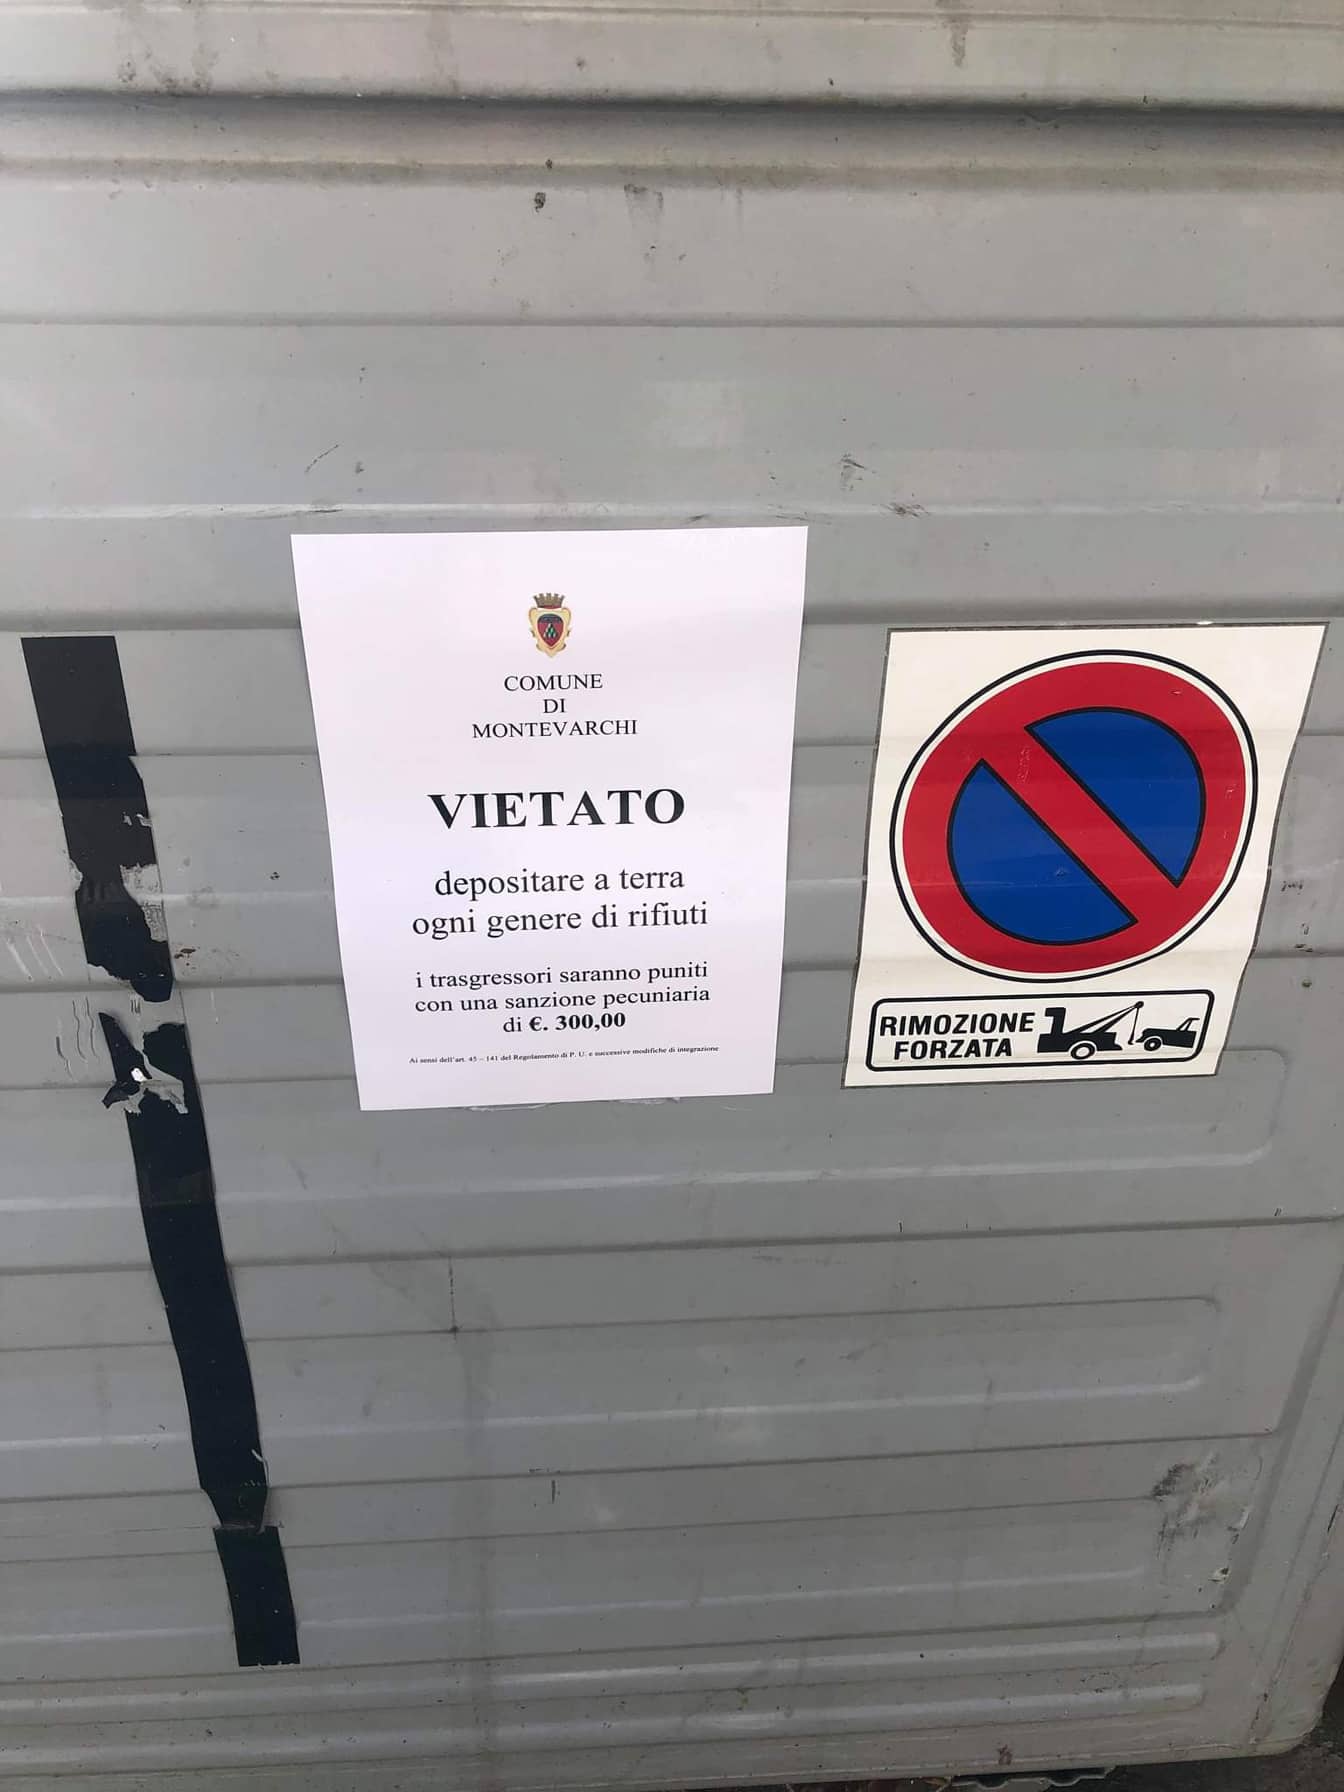 COMUNE
DI
MONTEVARCHI
VIETATO
depositare a terra
ogni genere di rifiuti
i trasgressori saranno puniti
con una sanzione pecuniaria
di €. 300,00
Ai sensi dell'art. 45 – 141 del Regolamento di P. U. e successive modifiche di integrazione
RIMOZIONE
FORZATA